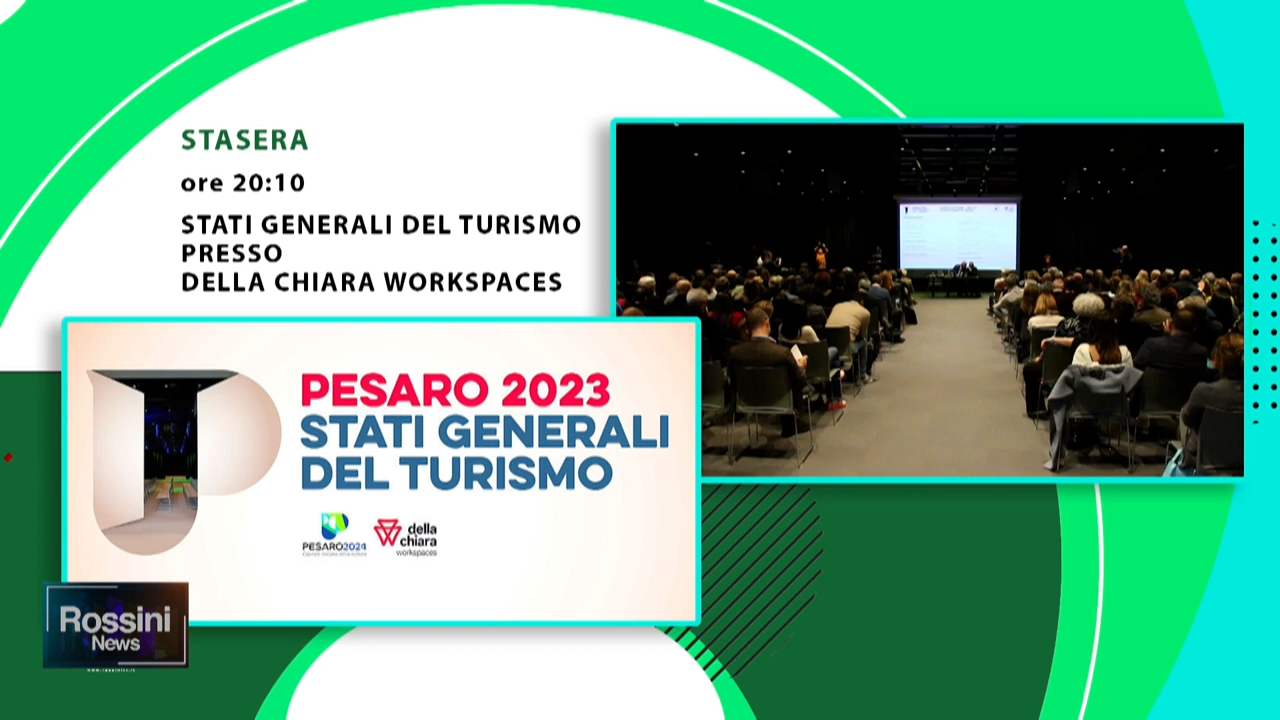 STASERA
ore 20:10
STATI GENERALI DEL TURISMO
PRESSO
DELLA CHIARA WORKSPACES
PESARO 2023
STATI GENERALI
DEL TURISMO
PESARO2024
della
chiara
workspaces
Rossini
News